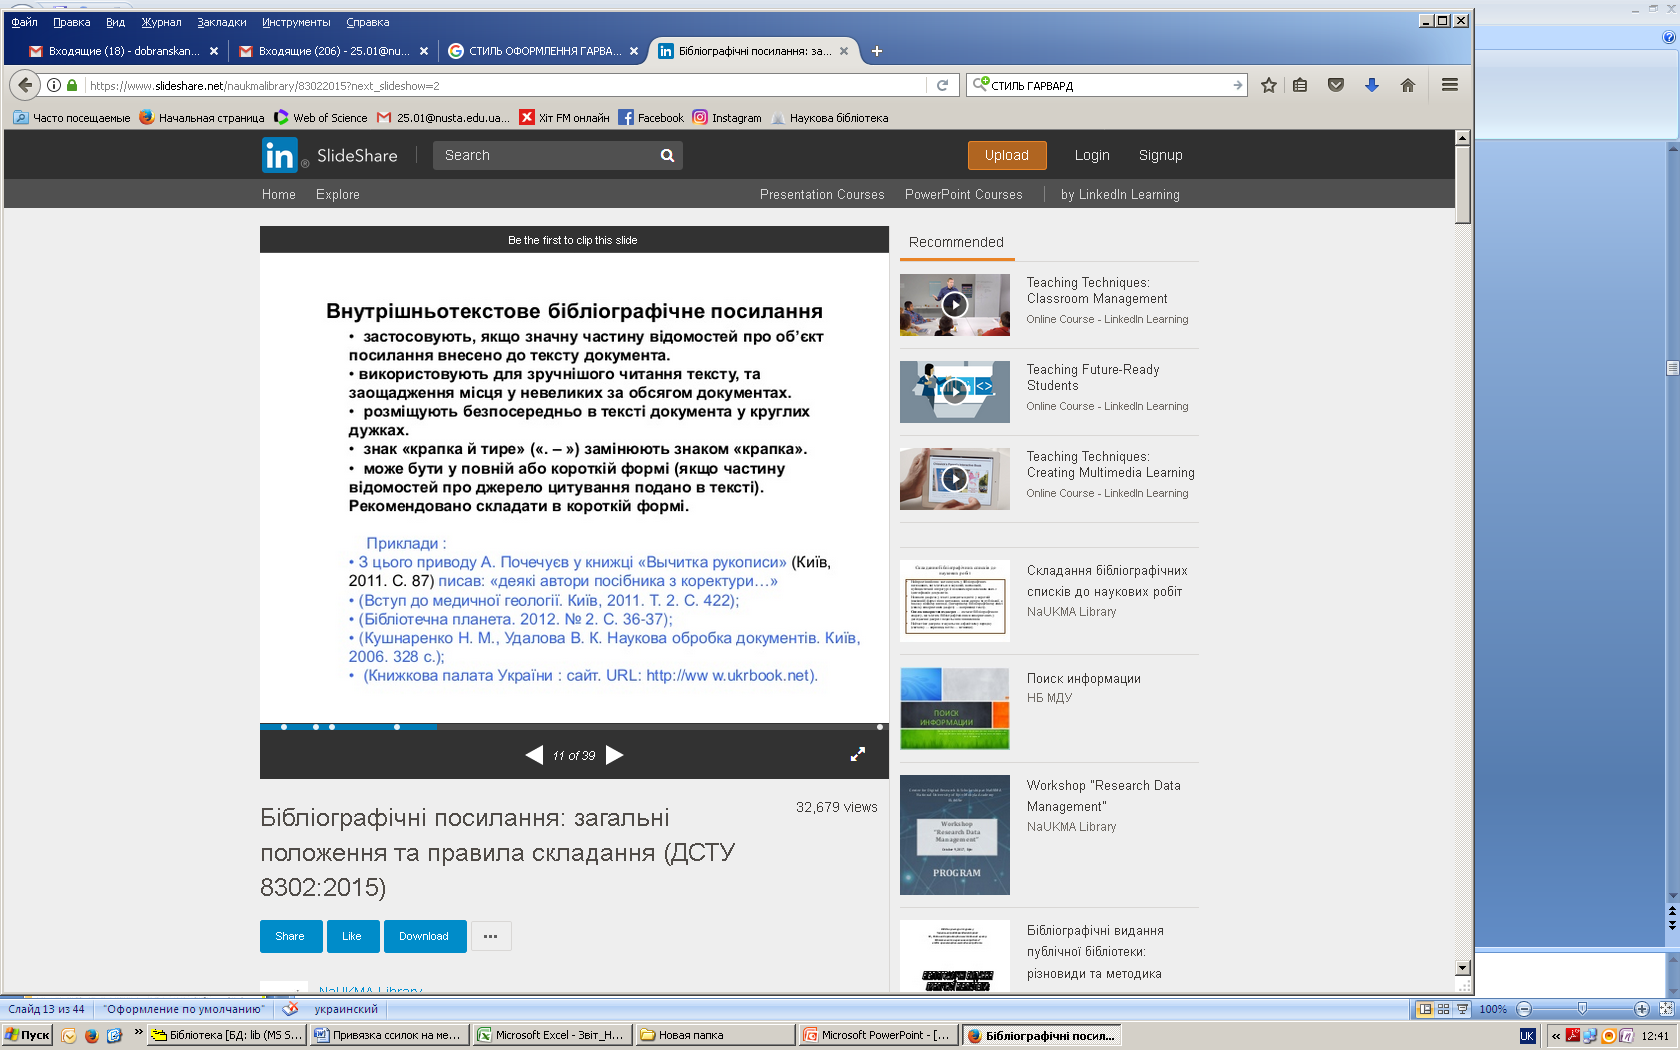 Файл Правка Вид Журнал Закладки Инструменты Справка
Входящие (18) - dobranskan...
Входящие (206) - 25.01@nu...
СТИЛЬ ОФОРМЛЕННЯ ГАРВА...
Бібліографічні посилання: за...
https://www.slideshare.net/naukmalibrary/83022015?next_slideshow=2
СТИЛЬ ГАРВАРД
Часто посещаемые Начальная страница Web of Science 25.01@nusta.edu.ua... Хіт FM онлайн Facebook Instagram Наукова бібліотека
in ® SlideShare
Search
Upload Login Signup
Home Explore
Presentation Courses PowerPoint Courses by LinkedIn Learning
Be the first to clip this slide
Внутрішньотекстове бібліографічне посилання
• застосовують, якщо значну частину відомостей про об'єкт
посилання внесено до тексту документа.
• використовують для зручнішого читання тексту, та
заощадження місця у невеликих за обсягом документах.
• розміщують безпосередньо в тексті документа у круглих
дужках.
• знак «крапка й тире» («. – ») замінюють знаком «крапка».
• може бути у повній або короткій формі (якщо частину
відомостей про джерело цитування подано в тексті).
Рекомендовано складати в короткій формі.
Приклади :
• З цього приводу А. Почечуєв у книжці «Вычитка рукописи» (Київ,
2011. С. 87) писав: «деякі автори посібника з коректури…»
• (Вступ до медичної геології. Київ, 2011. Т. 2. С. 422);
• (Бібліотечна планета. 2012. № 2. С. 36-37);
• (Кушнаренко Н. М., Удалова В. К. Наукова обробка документів. Київ,
2006. 328 с.);
• (Книжкова палата України : сайт. URL: http://ww w.ukrbook.net).
11 of 39
Бібліографічні посилання: загальні
положення та правила складання (ДСТУ
8302:2015)
32,679 views
Share Like Download ...
NaUKMA Library
Recommended
Teaching Techniques:
Classroom Management
Online Course - LinkedIn Learning
Teaching Future-Ready
Students
Online Course - LinkedIn Learning
Teaching Techniques:
Creating Multimedia Learning
Online Course - LinkedIn Learning
Складання бібліографічних
списків до наукових робіт
NaUKMA Library
ПОИСК
ИНФОРМАЦИИ
Поиск информации
НБ МДУ
Workshop
"Research Data
Management"
PROGRAM
Workshop "Research Data
Management"
NaUKMA Library
Бібліографічні видання
публічної бібліотеки:
різновиди та методика
Слайд 13 из 44 "Оформление по умолчанию" украинский
100%
Пуск
Бібліотека [БД: lib (MS S...
Привязка ссилок на ме...
Microsoft Excel - Звіт_Н...
Новая папка
Microsoft PowerPoint - [...
Бібліографічні посил...
UK
12:41